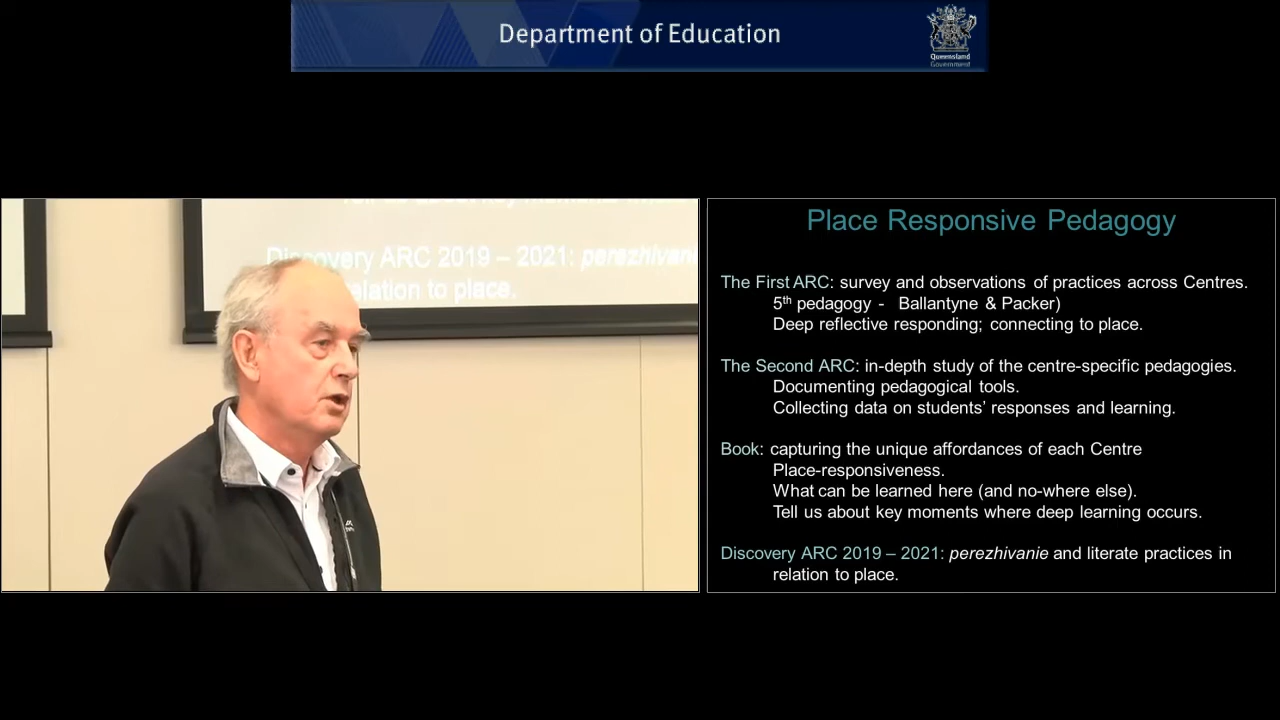 Department of Education
Queensland
Government
Discovery ARC 2019 – 2021: perezhivani
elation to place.
Place Responsive Pedagogy
The First ARC: survey and observations of practices across Centres.
5th pedagogy - Ballantyne & Packer)
Deep reflective responding; connecting to place.
The Second ARC: in-depth study of the centre-specific pedagogies.
Documenting pedagogical tools.
Collecting data on students’ responses and learning.
Book: capturing the unique affordances of each Centre
Place-responsiveness.
What can be learned here (and no-where else).
Tell us about key moments where deep learning occurs.
Discovery ARC 2019 – 2021: perezhivanie and literate practices in
relation to place.